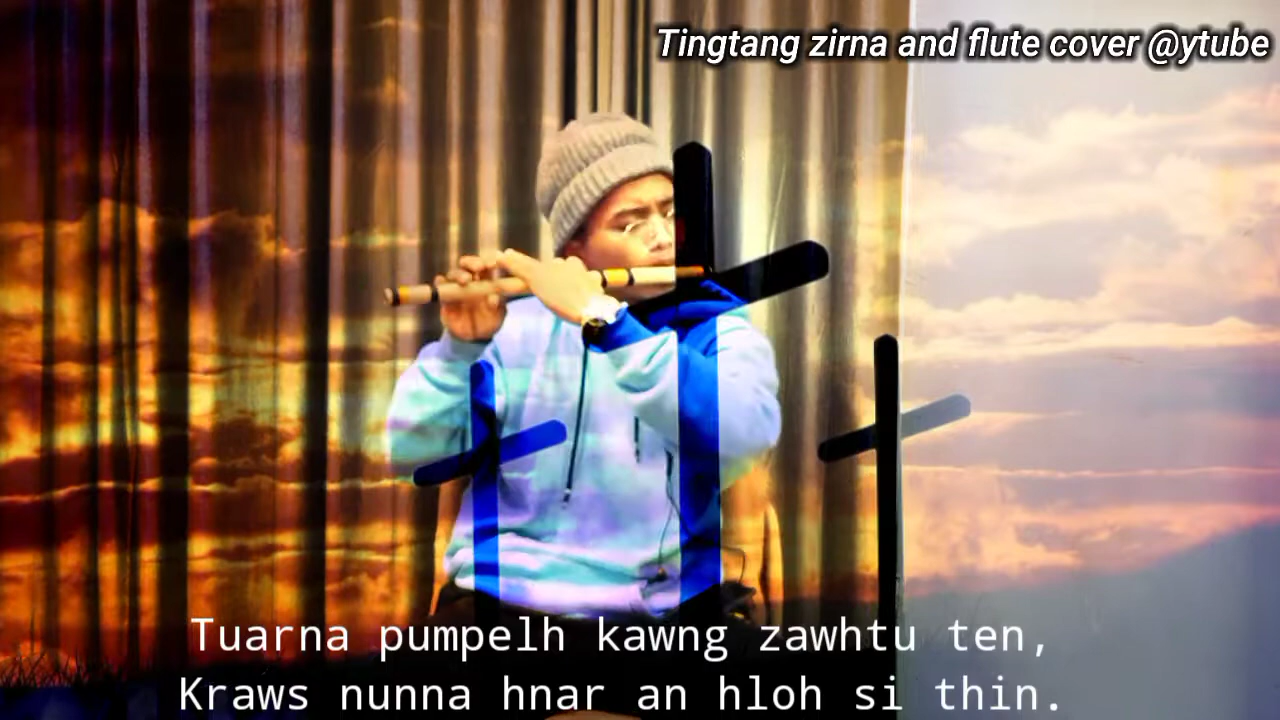 Tingtang zirna and flute cover @ytube
Tuarna pumpelh kawng zawhtu ten,
Kraws nunna hnar an hloh si thin.